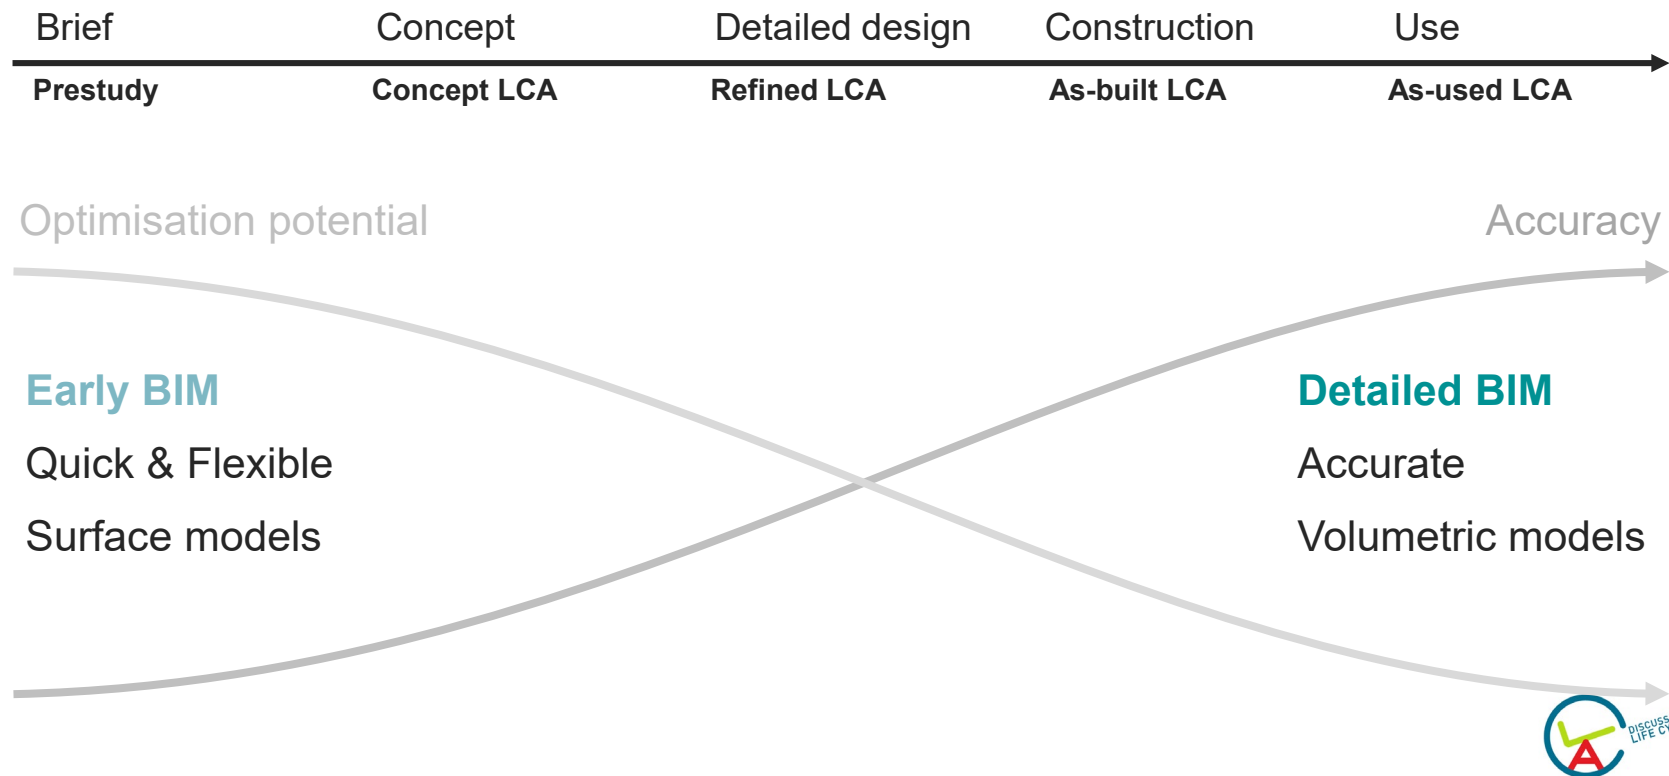 Brief Concept Detailed design Construction Use
Prestudy Concept LCA Refined LCA As-built LCA As-used LCA
Optimisation potential Accuracy
Early BIM
Quick & Flexible
Surface models
Detailed BIM
Accurate
Volumetric models
LCA